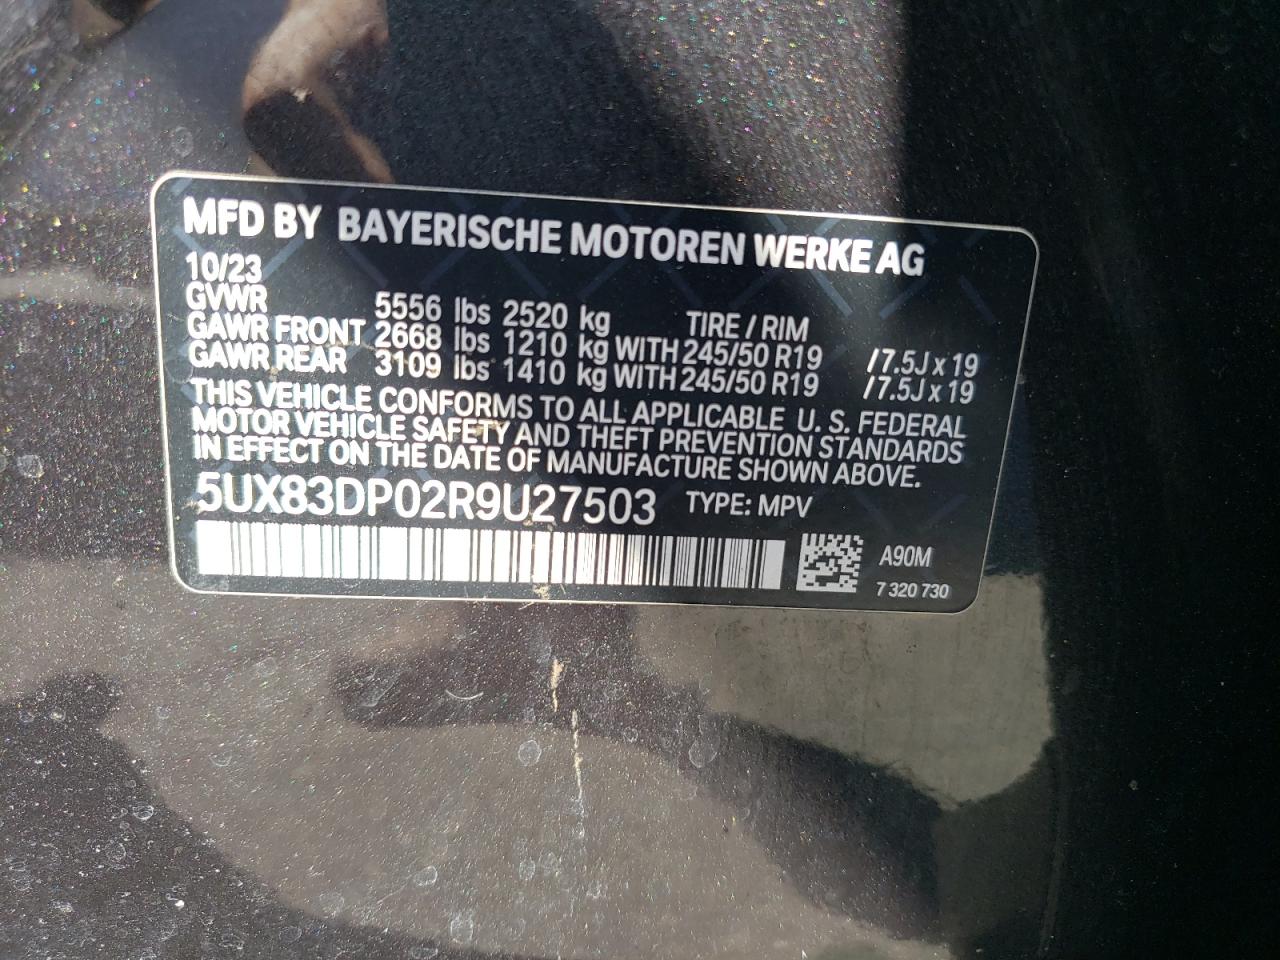 MFD BY BAYERISCHE MOTOREN WERKE AG
10/23
GVWR 5556 lbs 2520 kg TIRE / RIM
GAWR FRONT 2668 lbs 1210 kg WITH 245/50 R19 /7.5J x 19
GAWR REAR 3109 lbs 1410 kg WITH 245/50 R19 /7.5J x 19
THIS VEHICLE CONFORMS TO ALL APPLICABLE U. S. FEDERAL
MOTOR VEHICLE SAFETY AND THEFT PREVENTION STANDARDS
IN EFFECT ON THE DATE OF MANUFACTURE SHOWN ABOVE.
5UX83DP02R9U27503 TYPE: MPV
A90M
7 320 730